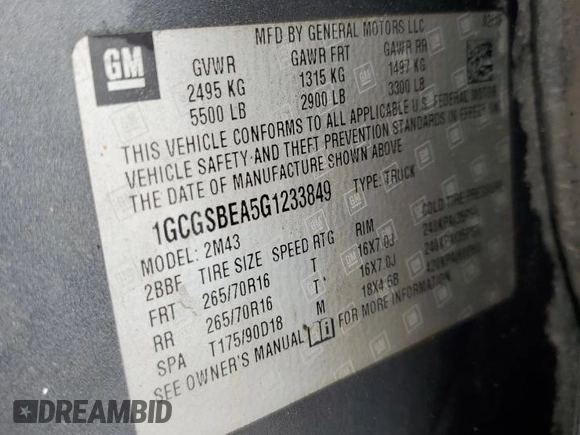 GM
MFD BY GENERAL MOTORS LLC
GVWR GAWR FRT GAWR RR
2495 KG 1315 KG 1497 KG
5500 LB 2900 LB 3300 LB
THIS VEHICLE CONFORMS TO ALL APPLICABLE U.S. FEDERAL MOTOR
VEHICLE SAFETY AND THEFT PREVENTION STANDARDS IN EFFECT ON
THE DATE OF MANUFACTURE SHOWN ABOVE
1GCGSBEA5G1233849 TYPE: TRUCK
MODEL: 2M43
2BBF TIRE SIZE SPEED RTG RIM COLD TIRE PRESSURE
FRT 265/70R16 T 16X7.0J
RR 265/70R16 T 16X7.0J
SPA T175/90D18 M 18X4.5B
SEE OWNER'S MANUAL FOR MORE INFORMATION
DREAMBID